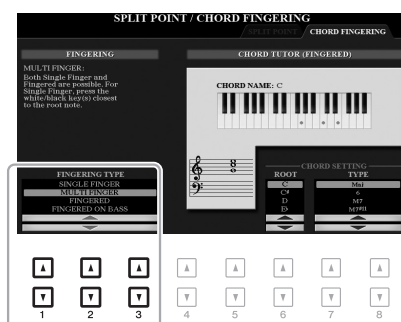 SPLIT POINT / CHORD FINGERING
SPLIT POINT
CHORD FINGERING
FINGERING
MULTI FINGER:
Both Single Finger and
Fingered are possible. For
Single Finger, press the
white/black key(s) closest
to the root note.
CHORD TUTOR (FINGERED)
CHORD NAME: C
FINGERING TYPE
SINGLE FINGER
MULTI FINGER
FINGERED
FINGERED ON BASS
CHORD SETTING
ROOT
C
C#
D
E♭
TYPE
Maj
6
M7
M7#11
1 2 3 4 5 6 7 8